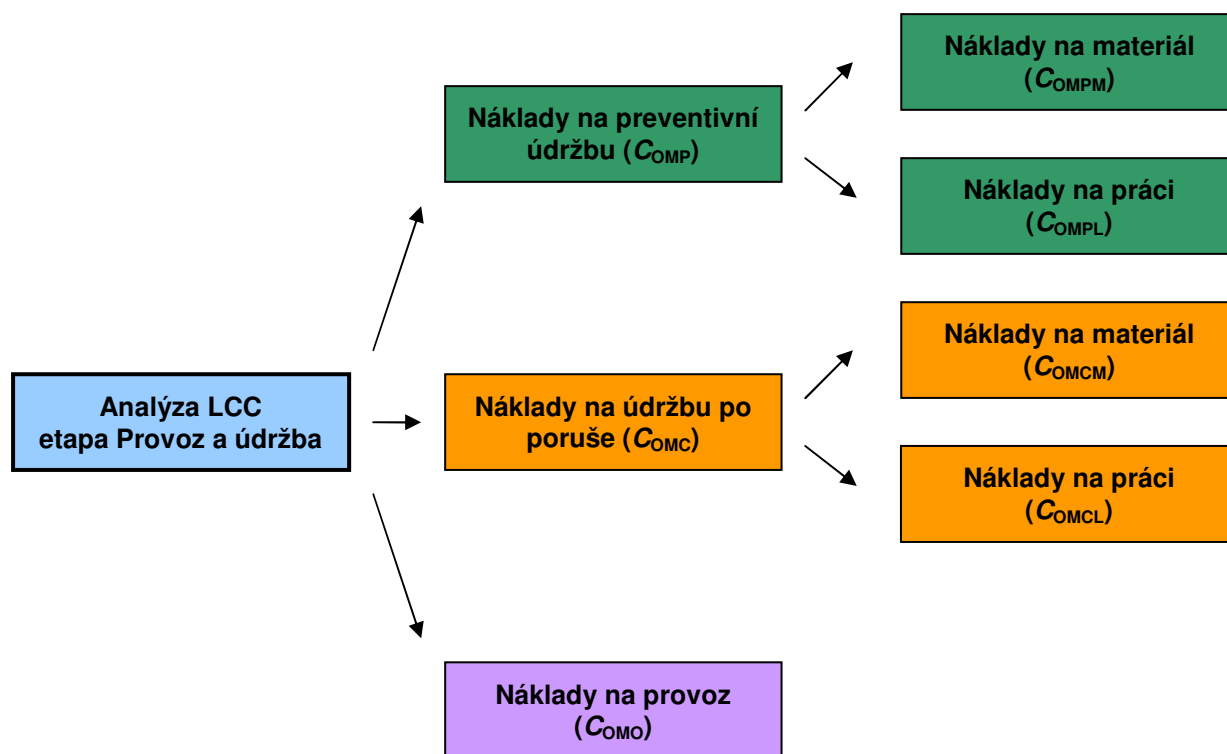 Náklady na materiál
(COMPM)
Náklady na preventivní
údržbu (COMP)
Náklady na práci
(COMPL)
Náklady na materiál
(COMCM)
Analýza LCC
etapa Provoz a údržba
Náklady na údržbu po
poruše (COMC)
Náklady na práci
(COMCL)
Náklady na provoz
(COMO)